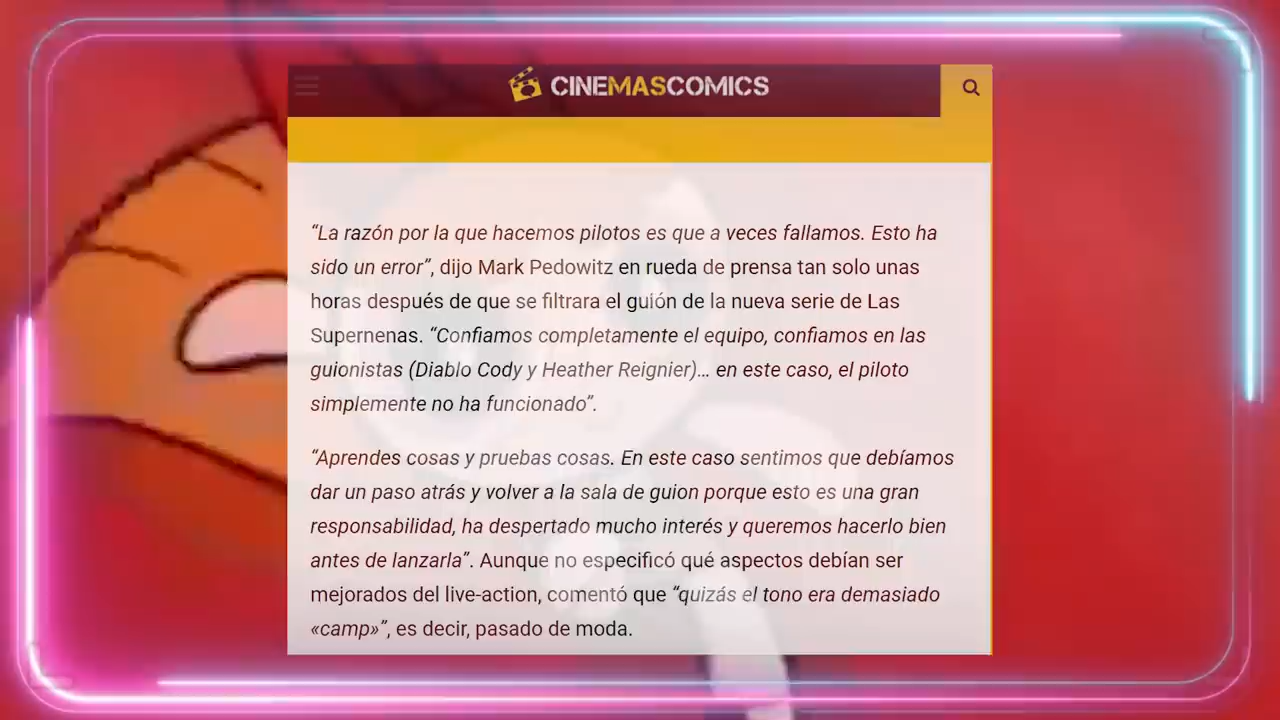 CINEMASCOMICS
“La razón por la que hacemos pilotos es que a veces fallamos. Esto ha
sido un error”, dijo Mark Pedowitz en rueda de prensa tan solo unas
horas después de que se filtrara el guión de la nueva serie de Las
Supernenas. “Confiamos completamente el equipo, confiamos en las
guionistas (Diablo Cody y Heather Reignier)... en este caso, el piloto
simplemente no ha funcionado”.
“Aprendes cosas y pruebas cosas. En este caso sentimos que debíamos
dar un paso atrás y volver a la sala de guion porque esto es una gran
responsabilidad, ha despertado mucho interés y queremos hacerlo bien
antes de lanzarla”. Aunque no especificó qué aspectos debían ser
mejorados del live-action, comentó que “quizás el tono era demasiado
«camp»”, es decir, pasado de moda.